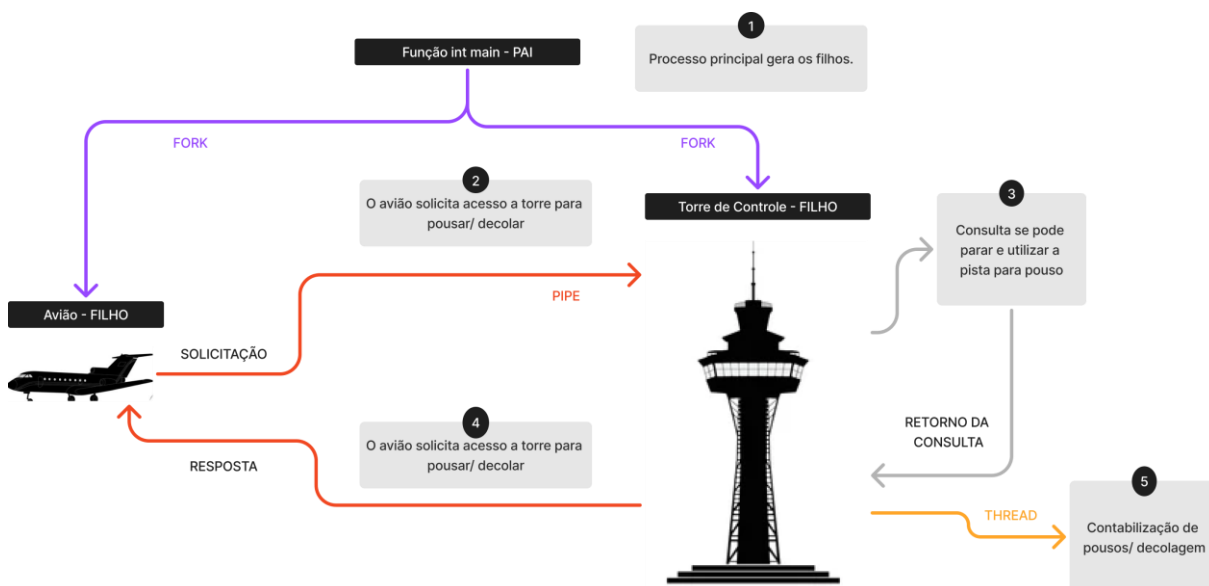 1
Função int main - PAI
Processo principal gera os filhos.
FORK
FORK
2
O avião solicita acesso a torre para
pousar/ decolar
Torre de Controle - FILHO
3
Consulta se pode
parar e utilizar a
pista para pouso
PIPE
Avião - FILHO
SOLICITAÇÃO
4
O avião solicita acesso a torre para
pousar/ decolar
RESPOSTA
RETORNO DA
CONSULTA
5
THREAD
Contabilização de
pousos/ decolagem